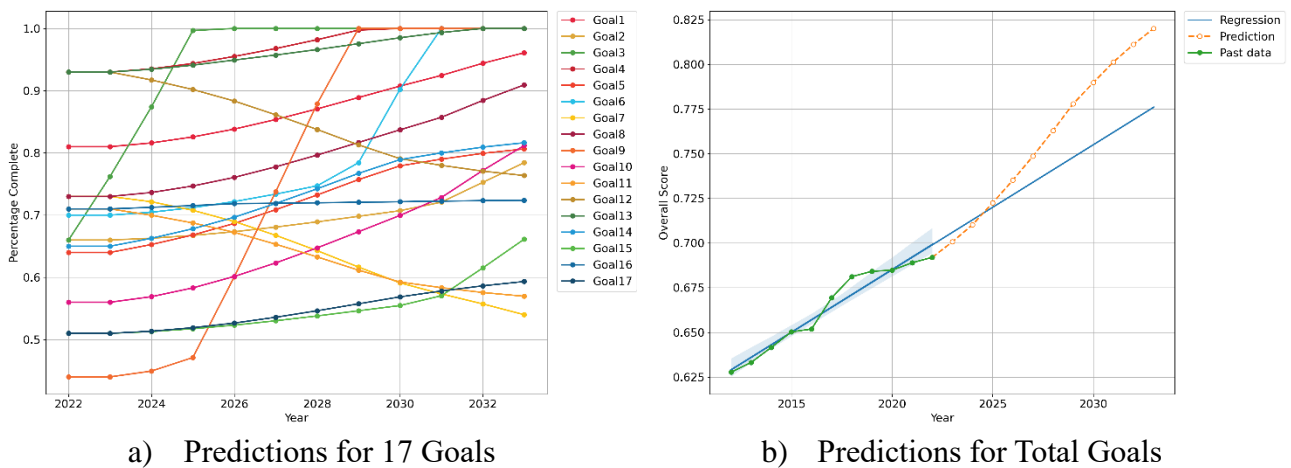 1.0
0.9
0.8
0.7
0.6
0.5
Percentage Complete
2022
2024
2026
2028
2030
2032
Year
Goal1
Goal2
Goal3
Goal4
Goal5
Goal6
Goal7
Goal8
Goal9
Goal10
Goal11
Goal12
Goal13
Goal14
Goal15
Goal16
Goal17
a) Predictions for 17 Goals
0.825
0.800
0.775
0.750
0.725
0.700
0.675
0.650
0.625
Overall Score
2015
2020
2025
2030
Year
Regression
Prediction
Past data
b) Predictions for Total Goals